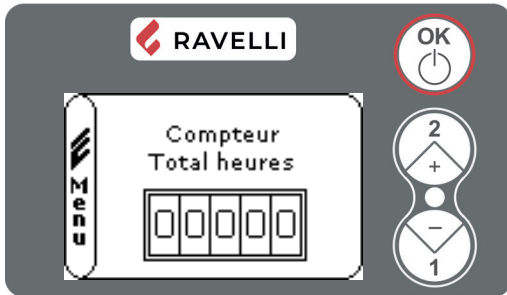 RAVELLI
OK
Menu
Compteur
Total heures
00000
2
+
-
1